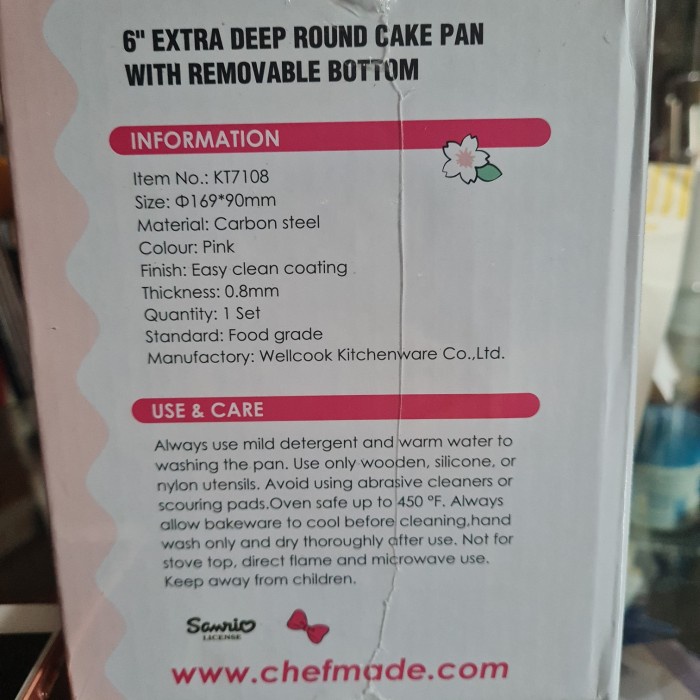 6" EXTRA DEEP ROUND CAKE PAN
WITH REMOVABLE BOTTOM
INFORMATION
Item No.: KT7108
Size: Φ169*90mm
Material: Carbon steel
Colour: Pink
Finish: Easy clean coating
Thickness: 0.8mm
Quantity: 1 Set
Standard: Food grade
Manufactory: Wellcook Kitchenware Co.,Ltd.
USE & CARE
Always use mild detergent and warm water to
washing the pan. Use only wooden, silicone, or
nylon utensils. Avoid using abrasive cleaners or
scouring pads.Oven safe up to 450 °F. Always
allow bakeware to cool before cleaning,hand
wash only and dry thoroughly after use. Not for
stove top, direct flame and microwave use.
Keep away from children.
Sanrio
LICENSE
www.chefmade.com